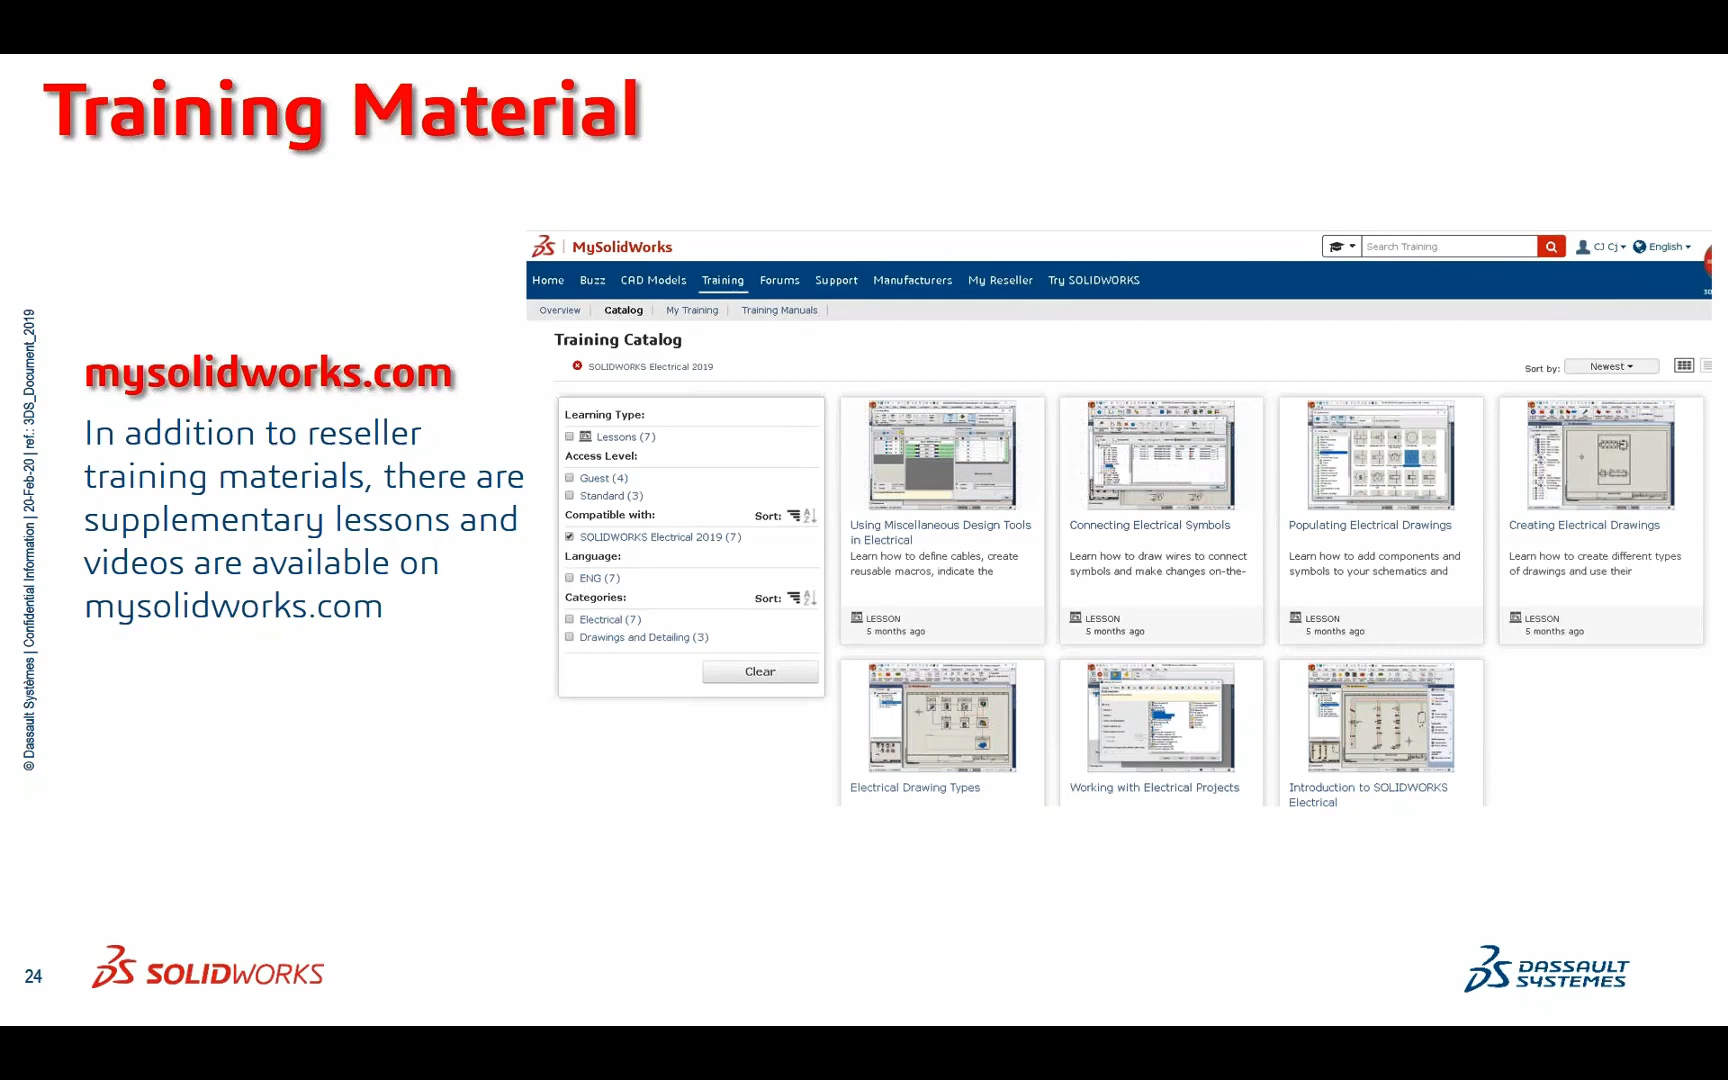 Training Material
mysolidworks.com
In addition to reseller
training materials, there are
supplementary lessons and
videos are available on
mysolidworks.com
MySolidWorks
Search Training
CJ Cj
English
Home Buzz CAD Models Training Forums Support Manufacturers My Reseller Try SOLIDWORKS
Overview Catalog My Training Training Manuals
Training Catalog
SOLIDWORKS Electrical 2019
Sort by: Newest
Learning Type:
Lessons (7)
Access Level:
Guest (4)
Standard (3)
Compatible with: Sort:
SOLIDWORKS Electrical 2019 (7)
Language:
ENG (7)
Categories: Sort:
Electrical (7)
Drawings and Detailing (3)
Clear
Using Miscellaneous Design Tools
in Electrical
Learn how to define cables, create
reusable macros, indicate the
LESSON
5 months ago
Connecting Electrical Symbols
Learn how to draw wires to connect
symbols and make changes on-the-
LESSON
5 months ago
Populating Electrical Drawings
Learn how to add components and
symbols to your schematics and
LESSON
5 months ago
Creating Electrical Drawings
Learn how to create different types
of drawings and use their
LESSON
5 months ago
Electrical Drawing Types
Working with Electrical Projects
Introduction to SOLIDWORKS
Electrical
© Dassault Systèmes | Confidential Information | 20-Feb-20 | ref.: 3DS_Document_2019
24
SOLIDWORKS
DASSAULT
SYSTEMES